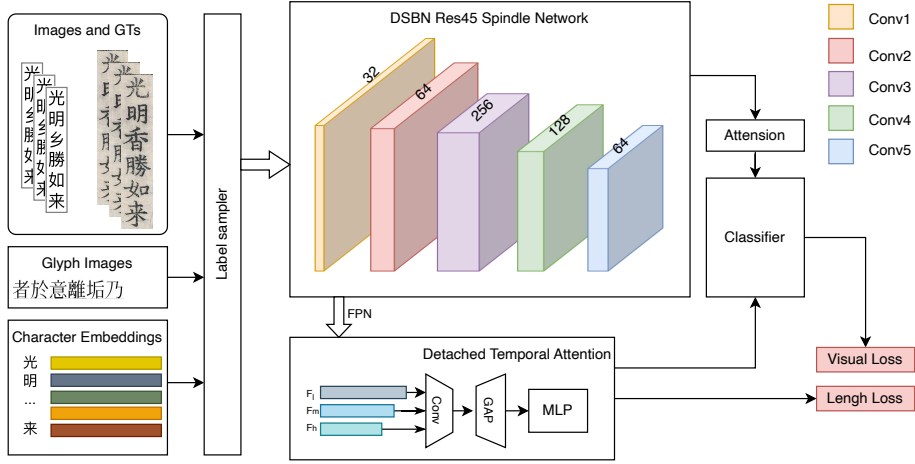 Images and GTs
光明乡勝如来
光明香勝如来
Glyph Images
者於意離垢乃
Character Embeddings
光
明
...
来
Label sampler
DSBN Res45 Spindle Network
32
64
256
128
64
FPN
Detached Temporal Attention
Fl
Fm
Fh
Conv
GAP
MLP
Attension
Classifier
Visual Loss
Lengh Loss
Conv1
Conv2
Conv3
Conv4
Conv5